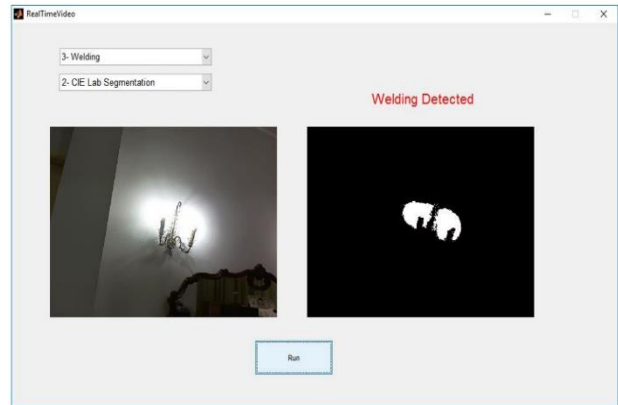 RealTimeVideo
3- Welding
2- CIE Lab Segmentation
Welding Detected
Run